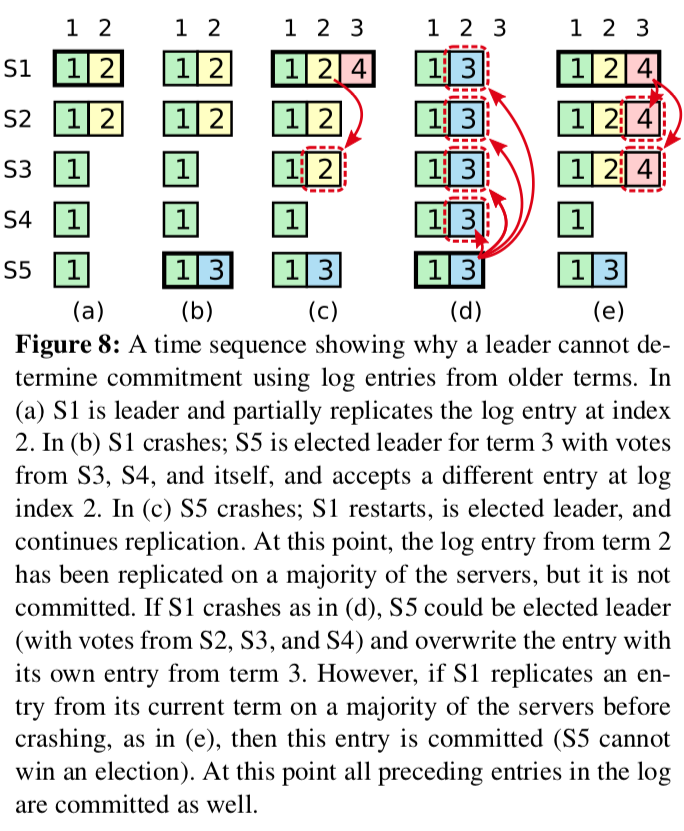 1 2 1 2 1 2 3 1 2 3 1 2 3
S1 1 2 1 2 1 2 4 1 3 1 2 4
S2 1 2 1 2 1 2 1 3 1 2 4
S3 1 1 1 2 1 3 1 2 4
S4 1 1 1 1 3 1
S5 1 1 3 1 3 1 3 1 3
(a) (b) (c) (d) (e)
Figure 8: A time sequence showing why a leader cannot de-
termine commitment using log entries from older terms. In
(a) S1 is leader and partially replicates the log entry at index
2. In (b) S1 crashes; S5 is elected leader for term 3 with votes
from S3, S4, and itself, and accepts a different entry at log
index 2. In (c) S5 crashes; S1 restarts, is elected leader, and
continues replication. At this point, the log entry from term 2
has been replicated on a majority of the servers, but it is not
committed. If S1 crashes as in (d), S5 could be elected leader
(with votes from S2, S3, and S4) and overwrite the entry with
its own entry from term 3. However, if S1 replicates an en-
try from its current term on a majority of the servers before
crashing, as in (e), then this entry is committed (S5 cannot
win an election). At this point all preceding entries in the log
are committed as well.